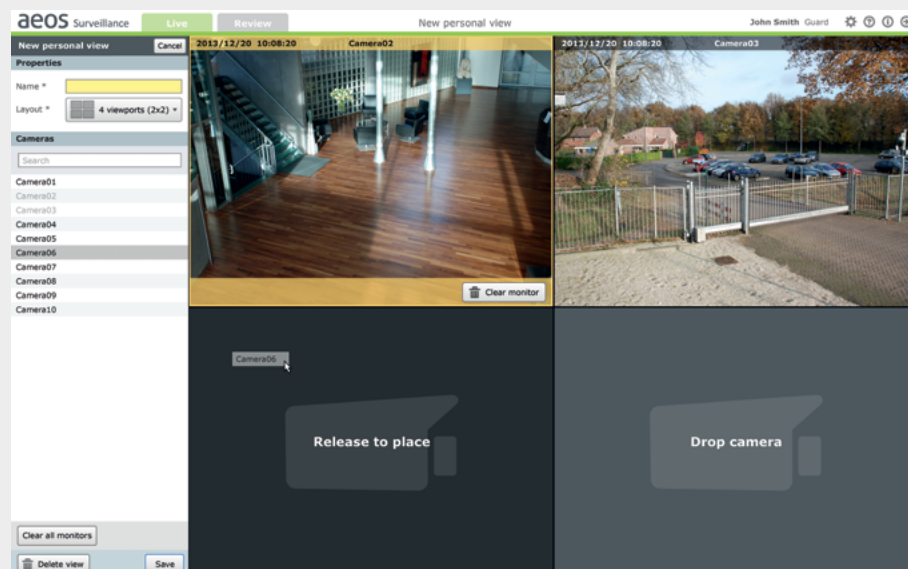 aeos Surveillance Live Review New personal view John Smith Guard
New personal view Cancel
Properties
Name *
Layout * 4 viewports (2x2)
Cameras
Search
Camera01
Camera02
Camera03
Camera04
Camera05
Camera06
Camera07
Camera08
Camera09
Camera10
Clear all monitors
Delete view Save
2013/12/20 10:08:20 Camera02
Clear monitor
2013/12/20 10:08:20 Camera03
Camera06
Release to place
Drop camera